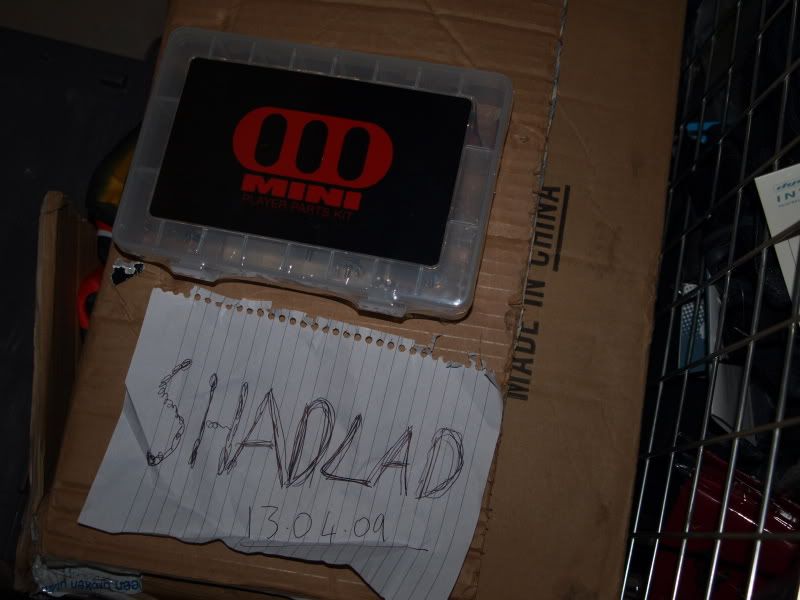 MINI
PLAYER PARTS KIT
MADE IN CHINA
SHADLAD
13.04.09